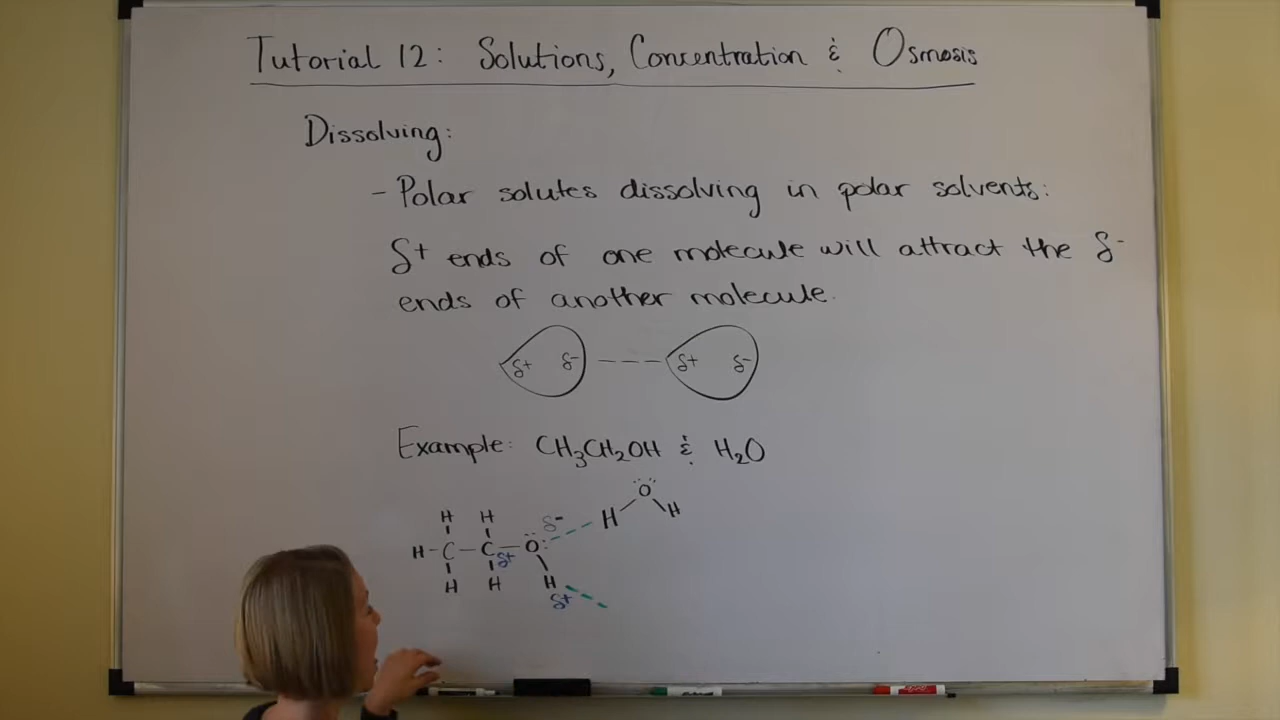 Tutorial 12: Solutions, Concentration & Osmosis
Dissolving:
- Polar solutes dissolving in polar solvents:
δ+ ends of one molecule will attract the δ-
ends of another molecule.
δ+ δ- --- δ+ δ-
Example: CH₃CH₂OH & H₂O
O
H H δ- H H
H-C-C-O
δ+
H H H
δ+